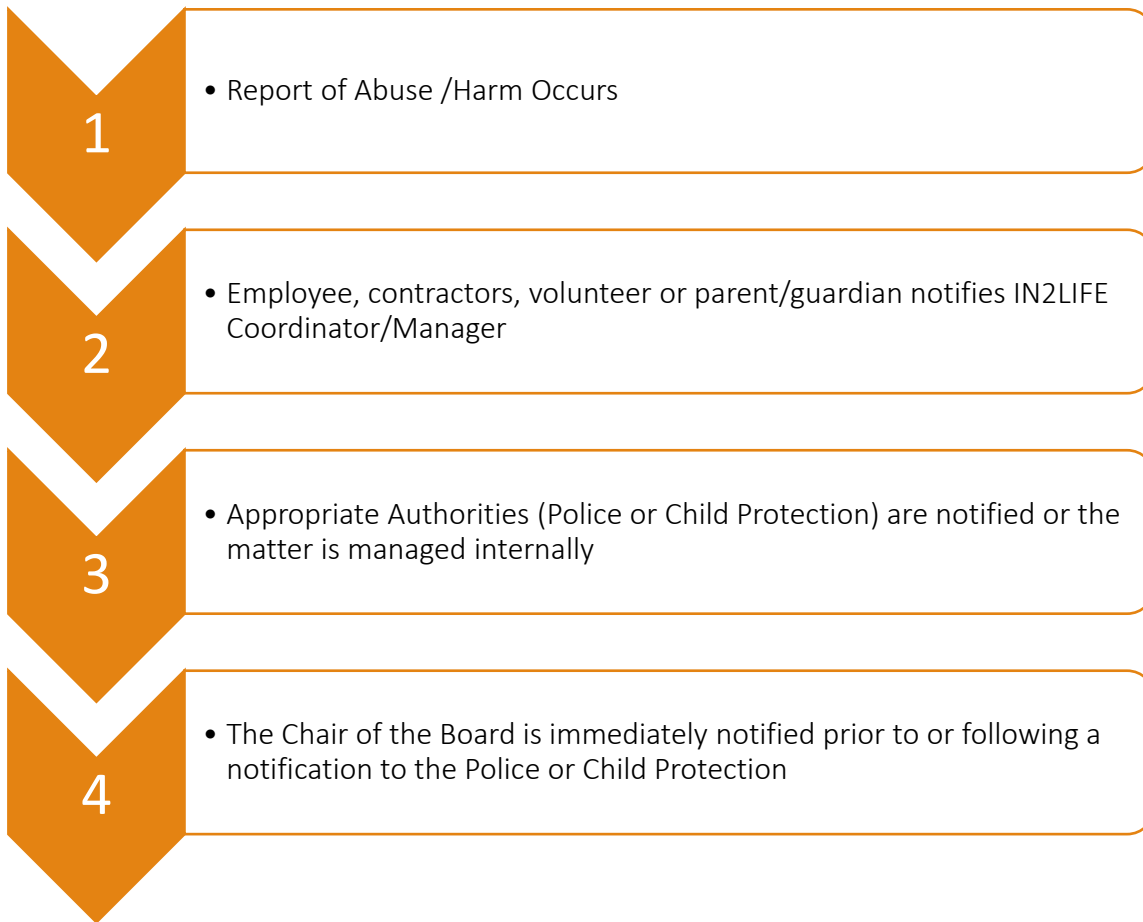 1
• Report of Abuse /Harm Occurs
2
• Employee, contractors, volunteer or parent/guardian notifies IN2LIFE
Coordinator/Manager
3
• Appropriate Authorities (Police or Child Protection) are notified or the
matter is managed internally
4
• The Chair of the Board is immediately notified prior to or following a
notification to the Police or Child Protection